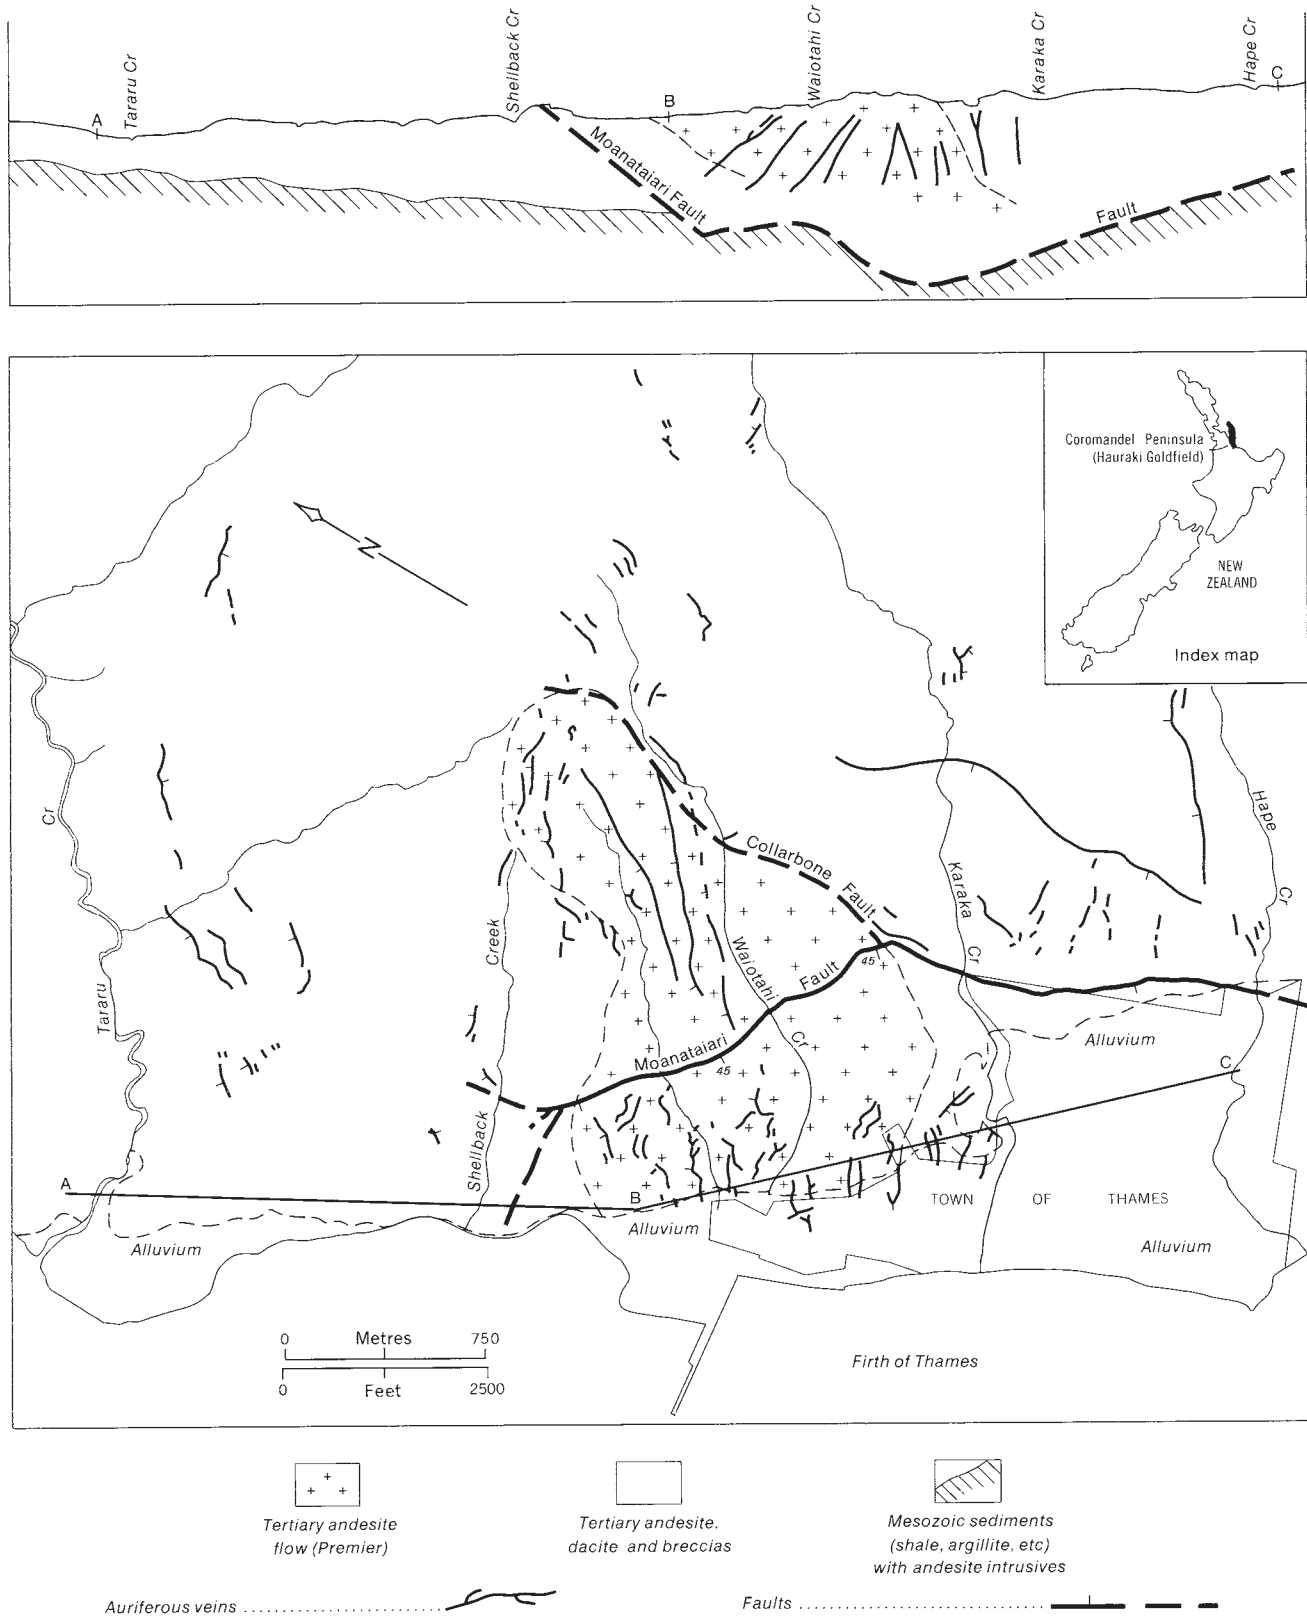 A
Tararu Cr
Shellback Cr
B
Waiotahi Cr
Karaka Cr
Hape Cr
C
Moanataiari Fault
Fault
Coromandel Peninsula
(Hauraki Goldfield)
NEW
ZEALAND
Index map
N
Cr
Tararu
Creek
Shellback
Collarbone
Fault
45
Waiotahi
Cr
Moanataiari
Fault
45
Karaka
Cr
Hape
Cr
Alluvium
A
B
C
Alluvium
Alluvium
TOWN OF THAMES
Alluvium
0 Metres 750
0 Feet 2500
Firth of Thames
Tertiary andesite
flow (Premier)
Tertiary andesite,
dacite and breccias
Mesozoic sediments
(shale, argillite, etc)
with andesite intrusives
Auriferous veins
Faults